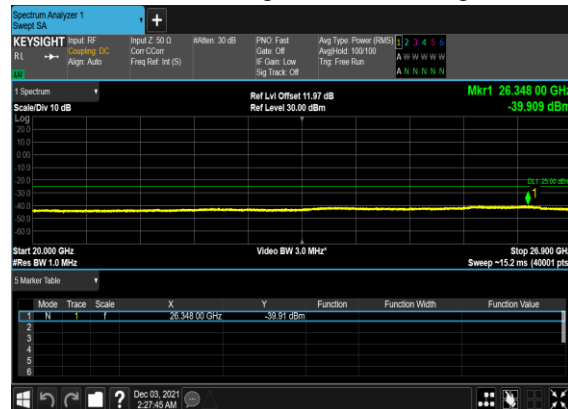 Spectrum Analyzer 1
Swept SA
+
KEYSIGHT Input: RF Input Z: 50 Ω #Atten: 30 dB PNO: Fast Avg Type: Power (RMS) 1 2 3 4 5 6
RL Coupling: DC Corr CCorr Gate: Off Avg|Hold: 100/100 A W W W W W
Align: Auto Freq Ref: Int (S) IF Gain: Low Trig: Free Run
LU Sig Track: Off A N N N N N
1 Spectrum Ref Lvl Offset 11.97 dB Mkr1 26.348 00 GHz
Scale/Div 10 dB Ref Level 30.00 dBm -39.909 dBm
Log
20.0
10.0
0.00
-10.0
-20.0
DL1 -25.00 dBm
-30.0
1
-40.0
-50.0
-60.0
Start 20.000 GHz Video BW 3.0 MHz* Stop 26.900 GHz
#Res BW 1.0 MHz Sweep ~15.2 ms (40001 pts)
5 Marker Table
Mode Trace Scale X Y Function Function Width Function Value
1 N 1 f 26.348 00 GHz -39.91 dBm
2
3
4
5
6
? Dec 03, 2021
2:27:45 AM